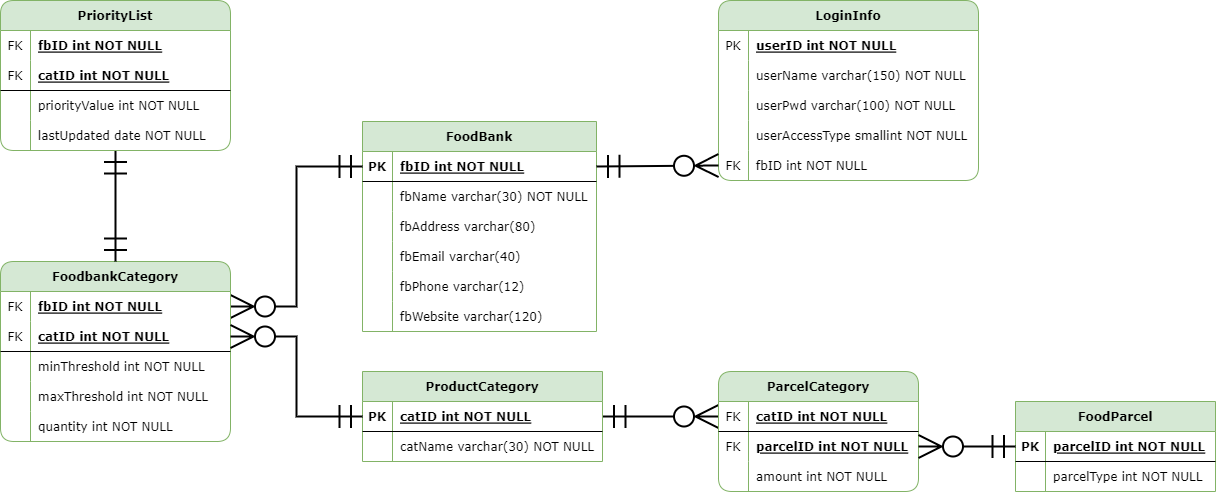 PriorityList
FK fbID int NOT NULL
FK catID int NOT NULL
priorityValue int NOT NULL
lastUpdated date NOT NULL
LoginInfo
PK userID int NOT NULL
userName varchar(150) NOT NULL
userPwd varchar(100) NOT NULL
userAccessType smallint NOT NULL
FK fbID int NOT NULL
FoodBank
PK fbID int NOT NULL
fbName varchar(30) NOT NULL
fbAddress varchar(80)
fbEmail varchar(40)
fbPhone varchar(12)
fbWebsite varchar(120)
FoodbankCategory
FK fbID int NOT NULL
FK catID int NOT NULL
minThreshold int NOT NULL
maxThreshold int NOT NULL
quantity int NOT NULL
ProductCategory
PK catID int NOT NULL
catName varchar(30) NOT NULL
ParcelCategory
FK catID int NOT NULL
FK parcelID int NOT NULL
amount int NOT NULL
FoodParcel
PK parcelID int NOT NULL
parcelType int NOT NULL